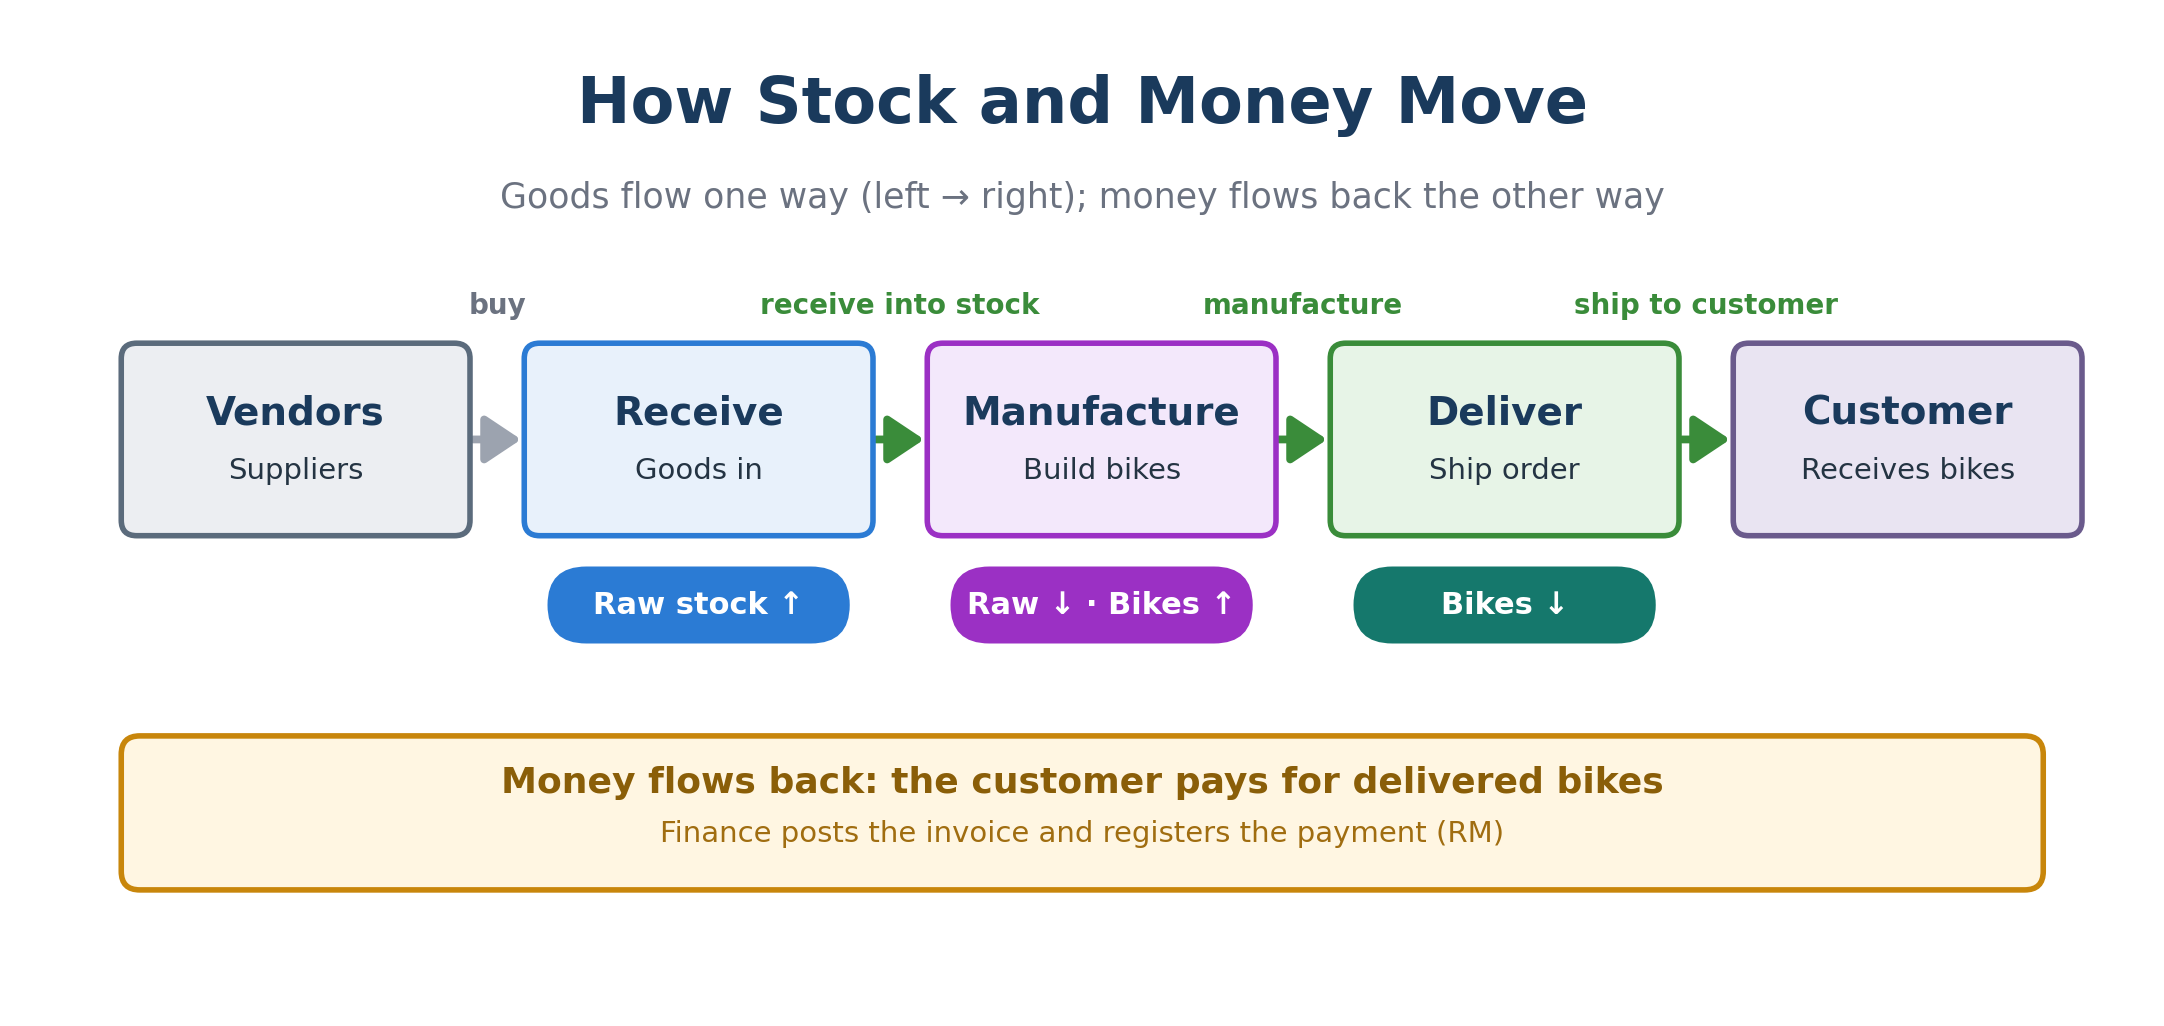 How Stock and Money Move
Goods flow one way (left → right); money flows back the other way
buy
receive into stock
manufacture
ship to customer
Vendors
Suppliers
Receive
Goods in
Manufacture
Build bikes
Deliver
Ship order
Customer
Receives bikes
Raw stock ↑
Raw ↓ · Bikes ↑
Bikes ↓
Money flows back: the customer pays for delivered bikes
Finance posts the invoice and registers the payment (RM)